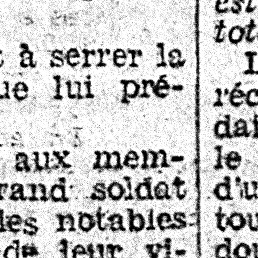 à serrer la
ue lui pré-
aux mem-
rand soldat
les notables
de leur vi-
est
tot
réc
dai
le
d'u
tou
don